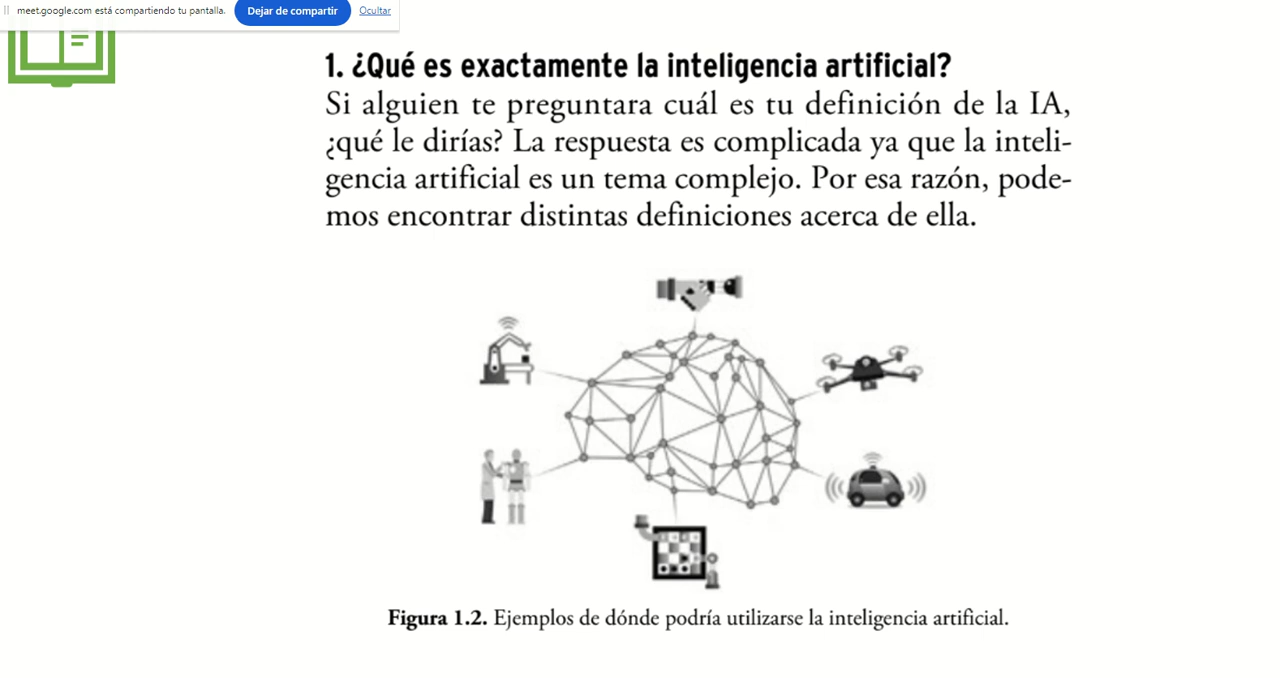 meet.google.com está compartiendo tu pantalla. Dejar de compartir Ocultar
1. ¿Qué es exactamente la inteligencia artificial?
Si alguien te preguntara cuál es tu definición de la IA,
¿qué le dirías? La respuesta es complicada ya que la inteli-
gencia artificial es un tema complejo. Por esa razón, pode-
mos encontrar distintas definiciones acerca de ella.
Figura 1.2. Ejemplos de dónde podría utilizarse la inteligencia artificial.